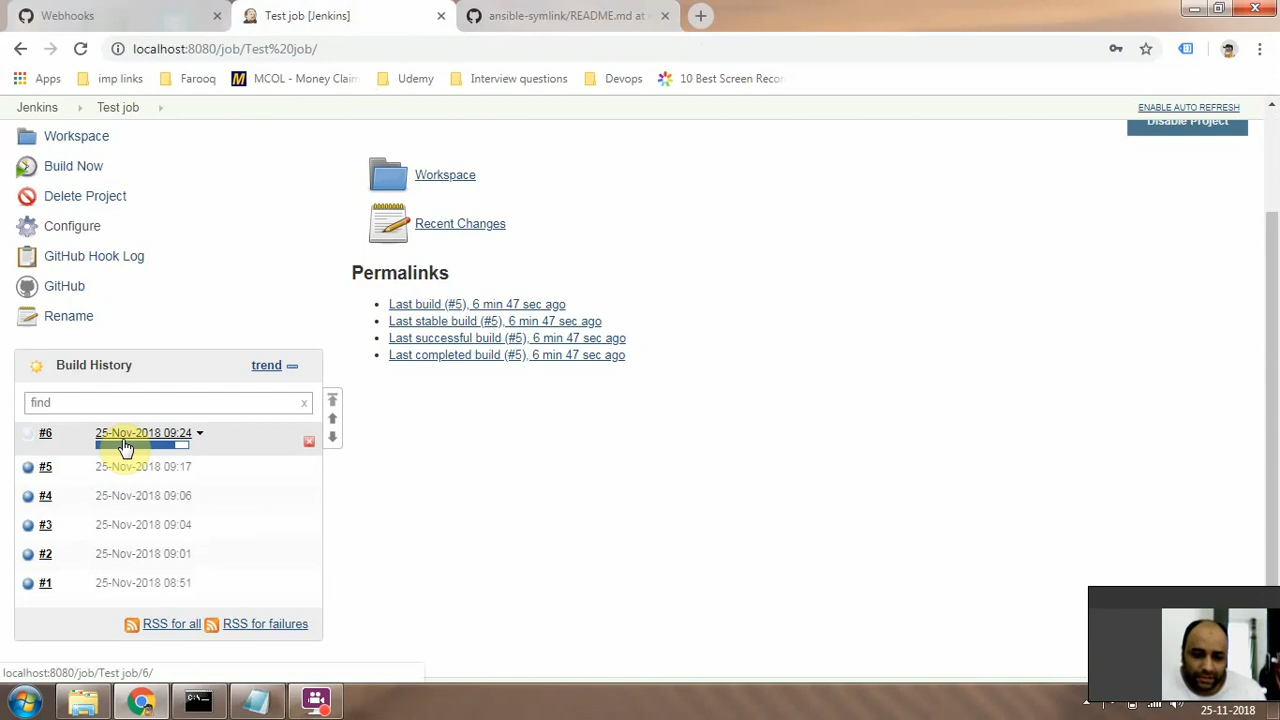 Webhooks
Test job [Jenkins]
ansible-symlink/README.md at
localhost:8080/job/Test%20job/
Apps
imp links
Farooq
M
MCOL - Money Claim
Udemy
Interview questions
Devops
10 Best Screen Recor
Jenkins
Test job
ENABLE AUTO REFRESH
Disable Project
Workspace
Build Now
Delete Project
Configure
GitHub Hook Log
GitHub
Rename
Workspace
Recent Changes
Permalinks
Last build (#5), 6 min 47 sec ago
Last stable build (#5), 6 min 47 sec ago
Last successful build (#5), 6 min 47 sec ago
Last completed build (#5), 6 min 47 sec ago
Build History
trend
find
x
#6 25-Nov-2018 09:24
#5 25-Nov-2018 09:17
#4 25-Nov-2018 09:06
#3 25-Nov-2018 09:04
#2 25-Nov-2018 09:01
#1 25-Nov-2018 08:51
RSS for all RSS for failures
localhost:8080/job/Test job/6/
25-11-2018